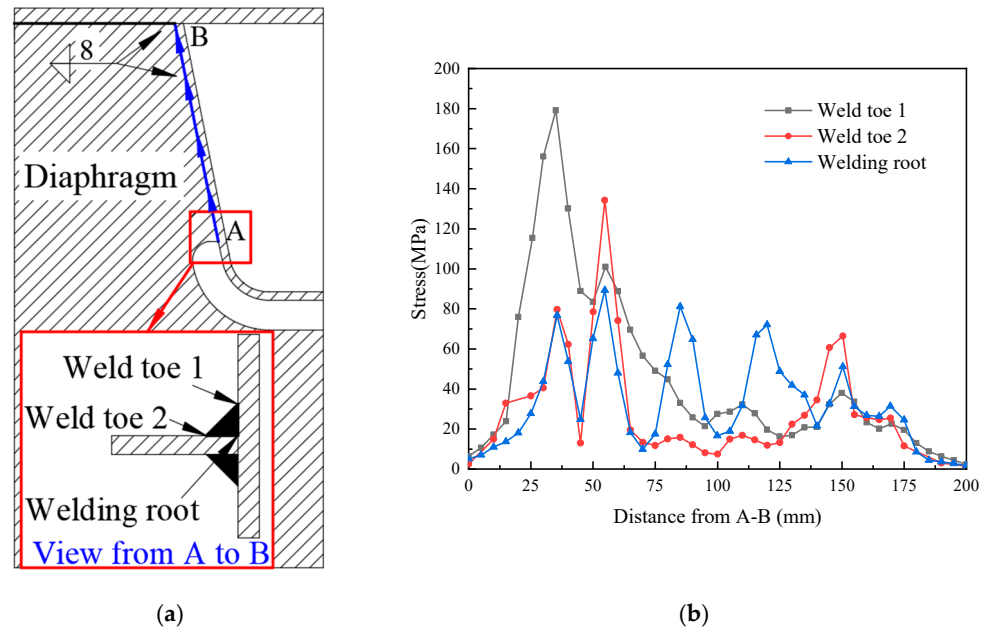 B
8
Diaphragm
A
Weld toe 1
Weld toe 2
Welding root
View from A to B
(a)
Stress(MPa)
200
180
160
140
120
100
80
60
40
20
0
Weld toe 1
Weld toe 2
Welding root
0 25 50 75 100 125 150 175 200
Distance from A-B (mm)
(b)